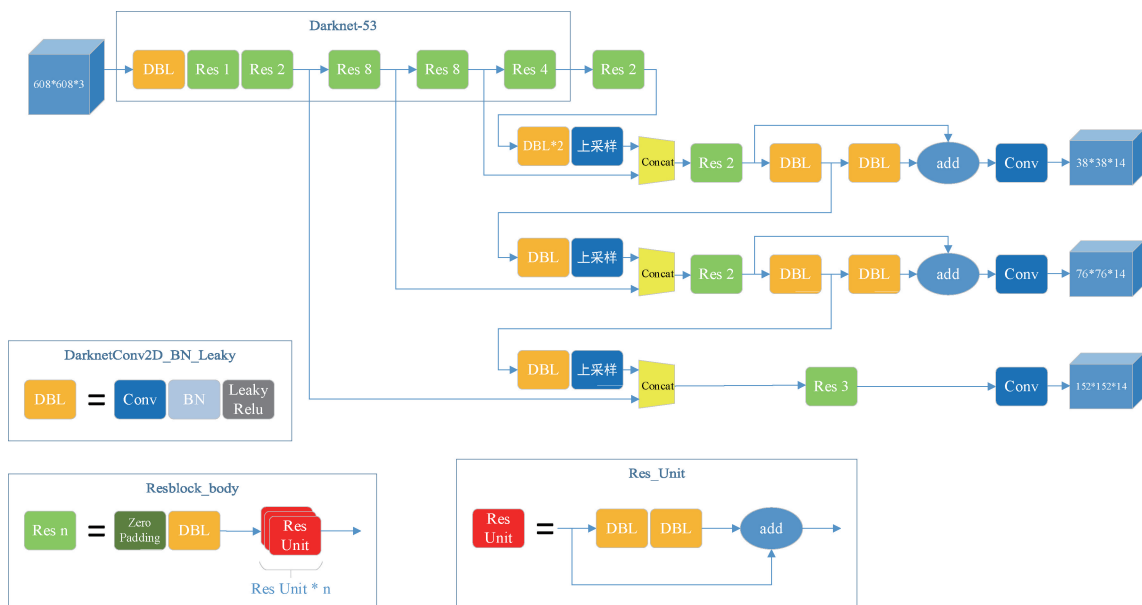 Darknet-53
608*608*3
DBL
Res 1
Res 2
Res 8
Res 8
Res 4
Res 2
DBL*2
上采样
Concat
Res 2
DBL
DBL
add
Conv
38*38*14
DBL
上采样
Concat
Res 2
DBL
DBL
add
Conv
76*76*14
DBL
上采样
Concat
Res 3
Conv
152*152*14
DarknetConv2D_BN_Leaky
DBL
=
Conv
BN
Leaky
Relu
Resblock_body
Res n
=
Zero
Padding
DBL
Res
Unit
Res Unit * n
Res_Unit
Res
Unit
=
DBL
DBL
add